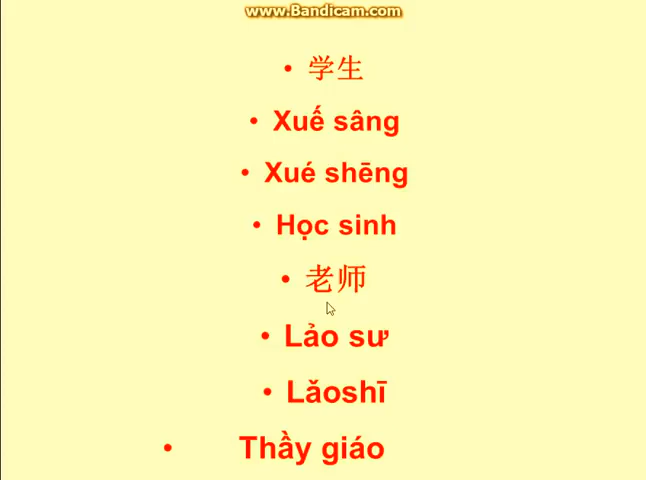 www.Bandicam.com
• 学生
• Xuế sâng
• Xué shēng
• Học sinh
• 老师
• Lảo sư
• Lǎoshī
• Thầy giáo